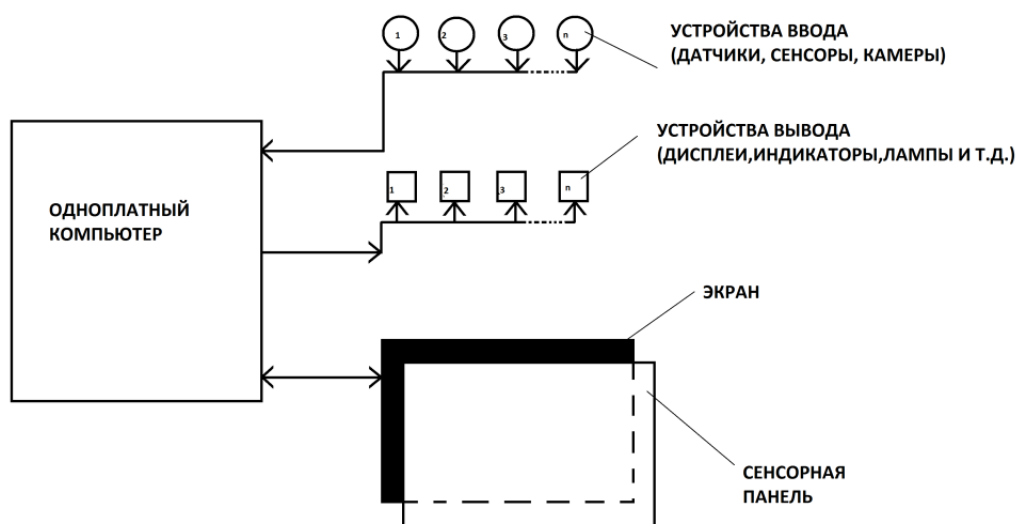 1 2 3 n
УСТРОЙСТВА ВВОДА
(ДАТЧИКИ, СЕНСОРЫ, КАМЕРЫ)
УСТРОЙСТВА ВЫВОДА
(ДИСПЛЕИ,ИНДИКАТОРЫ,ЛАМПЫ И Т.Д.)
1 2 3 n
ОДНОПЛАТНЫЙ
КОМПЬЮТЕР
ЭКРАН
СЕНСОРНАЯ
ПАНЕЛЬ